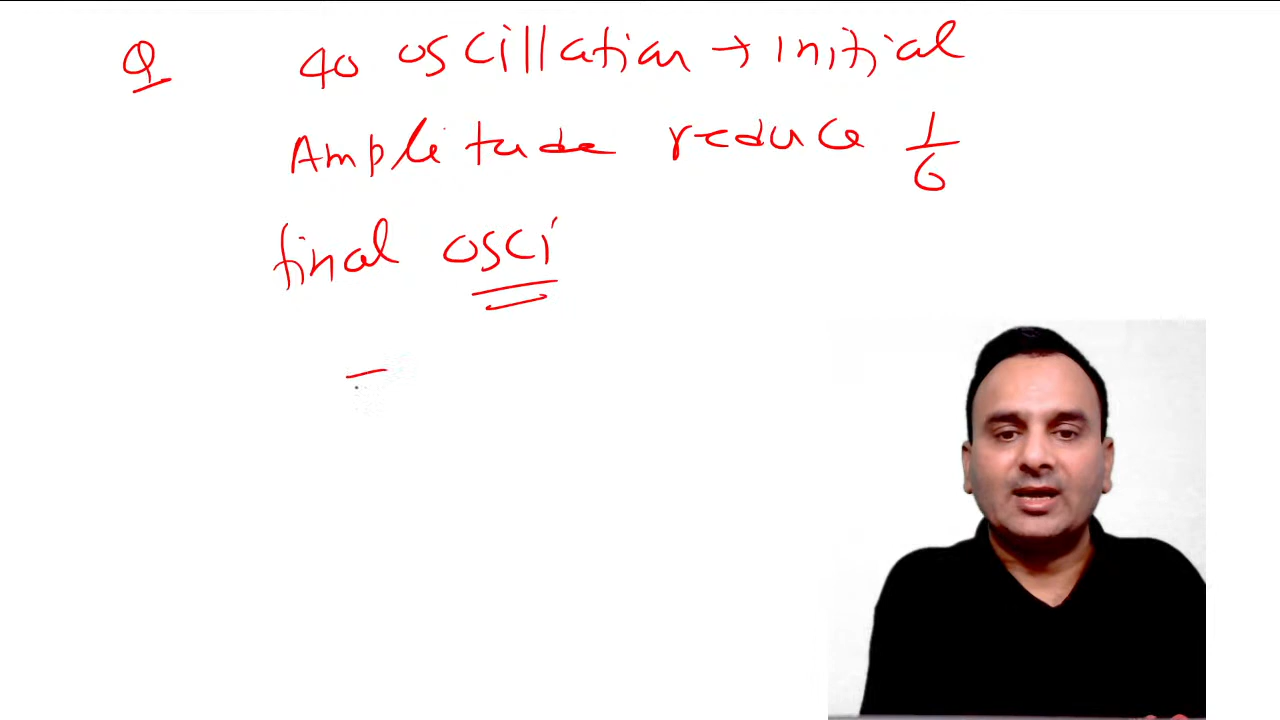 Q 40 oscillation → initial
Amplitude reduce 1/6
final osci